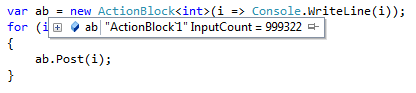 var ab = new ActionBlock<int>(i => Console.WriteLine(i));
for (i
ab "ActionBlock`1" InputCount = 999322
{
ab.Post(i);
}